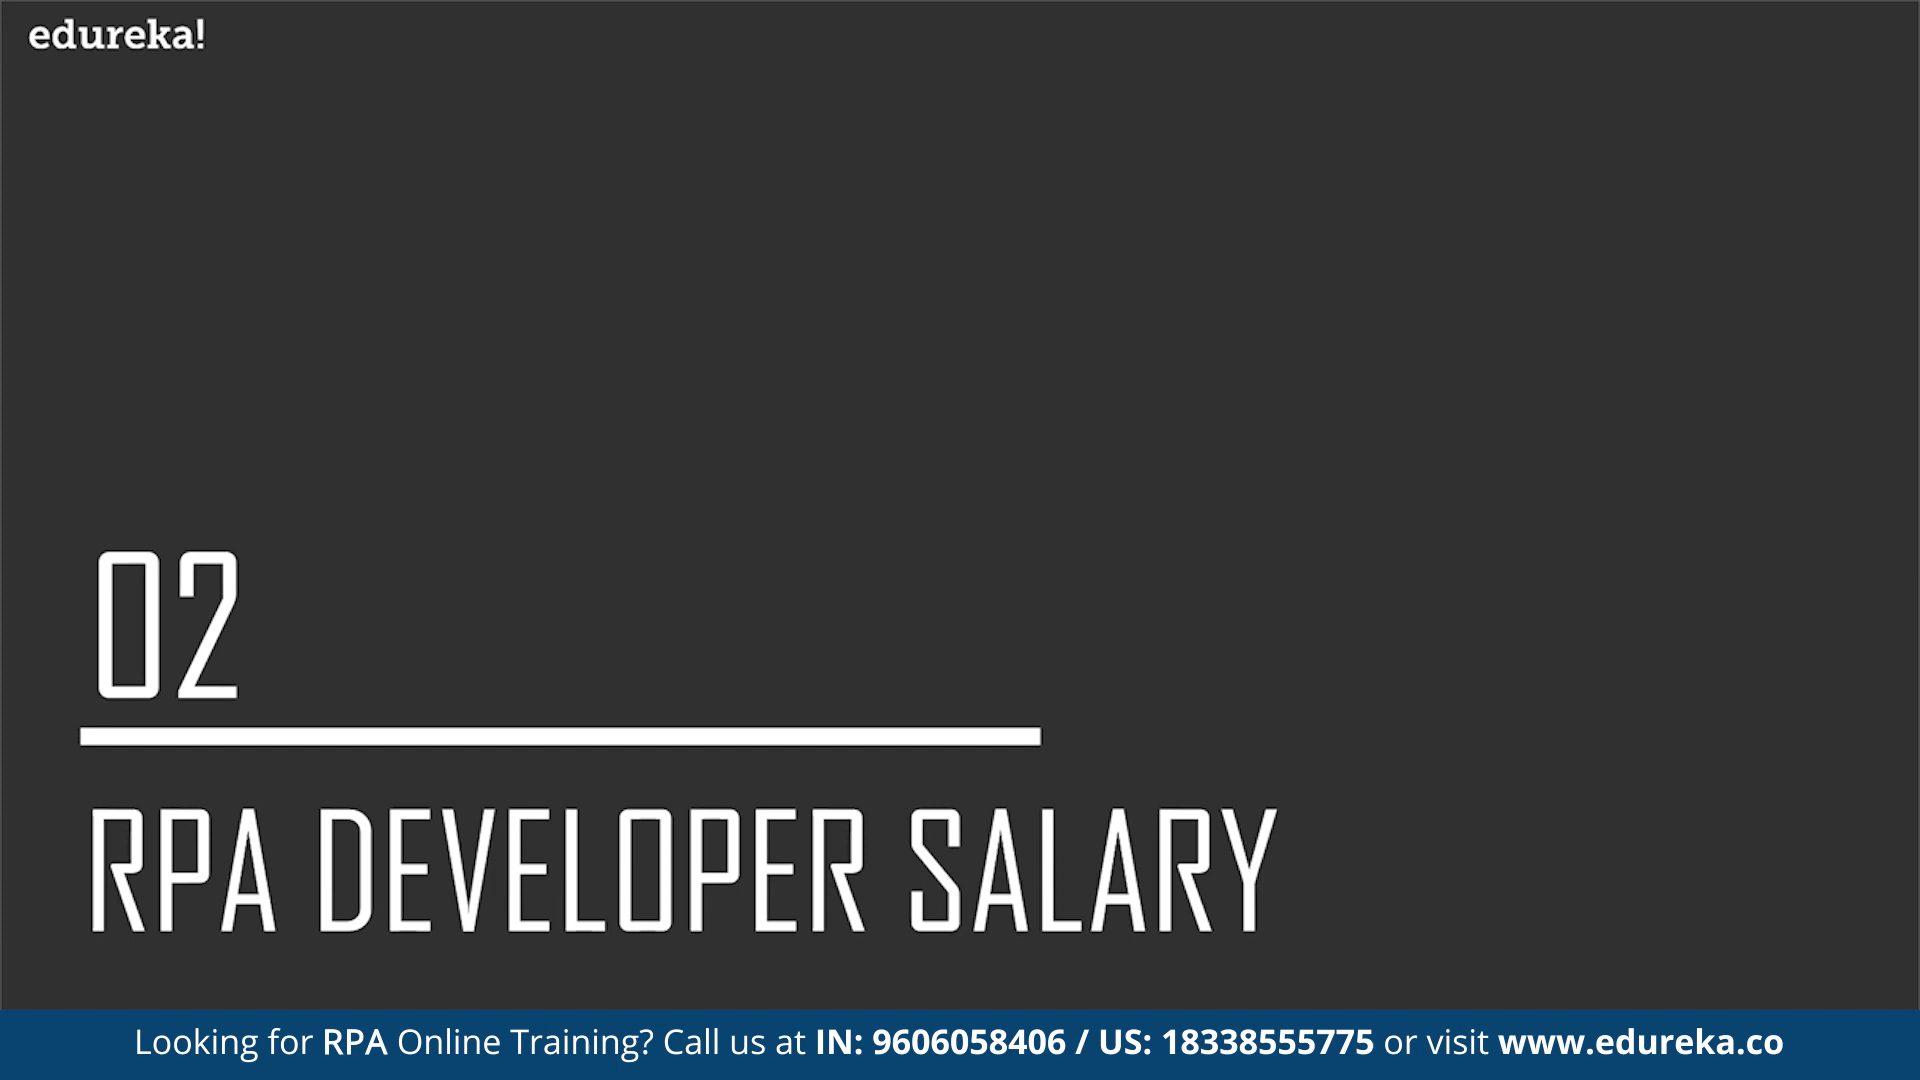 edureka!
02
RPA DEVELOPER SALARY
Looking for RPA Online Training? Call us at IN: 9606058406 / US: 18338555775 or visit www.edureka.co